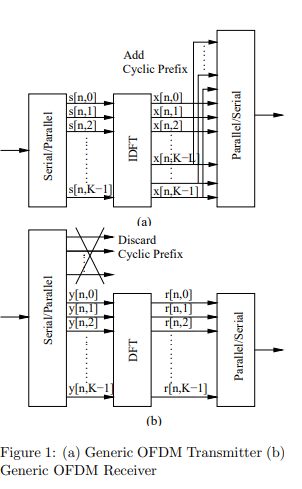 Add
Cyclic Prefix
Serial/Parallel
s[n,0]
s[n,1]
s[n,2]
s[n,K−1]
IDFT
x[n,0]
x[n,1]
x[n,2]
x[n,K−L]
x[n,K−1]
Parallel/Serial
(a)
Discard
Cyclic Prefix
Serial/Parallel
y[n,0]
y[n,1]
y[n,2]
y[n,K−1]
DFT
r[n,0]
r[n,1]
r[n,2]
r[n,K−1]
Parallel/Serial
(b)
Figure 1: (a) Generic OFDM Transmitter (b)
Generic OFDM Receiver